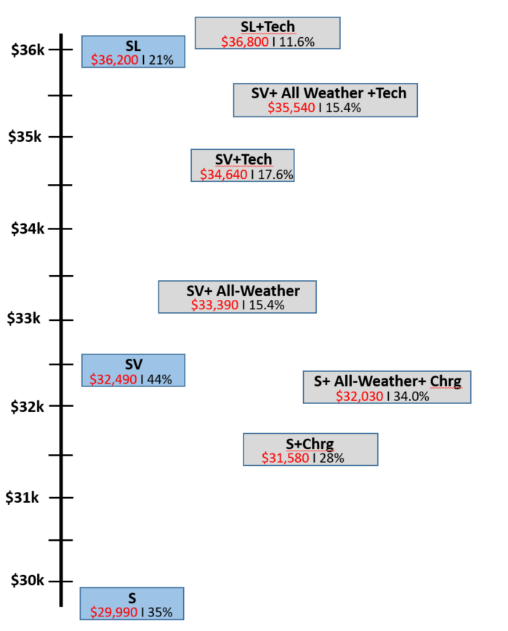 SL+Tech
$36,800 I 11.6%
$36k
SL
$36,200 I 21%
SV+ All Weather +Tech
$35,540 I 15.4%
$35k
SV+Tech
$34,640 I 17.6%
$34k
SV+ All-Weather
$33,390 I 15.4%
$33k
SV
$32,490 I 44%
S+ All-Weather+ Chrg
$32,030 I 34.0%
$32k
S+Chrg
$31,580 I 28%
$31k
$30k
S
$29,990 I 35%